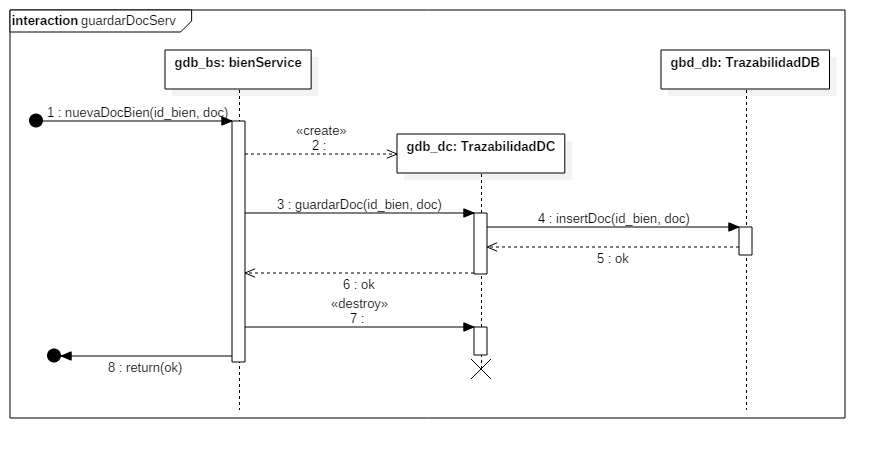 interaction guardarDocServ
gdb_bs: bienService
gbd_db: TrazabilidadDB
1 : nuevaDocBien(id_bien, doc)
«create»
2 :
gdb_dc: TrazabilidadDC
3 : guardarDoc(id_bien, doc)
4 : insertDoc(id_bien, doc)
5 : ok
6 : ok
«destroy»
7 :
8 : return(ok)